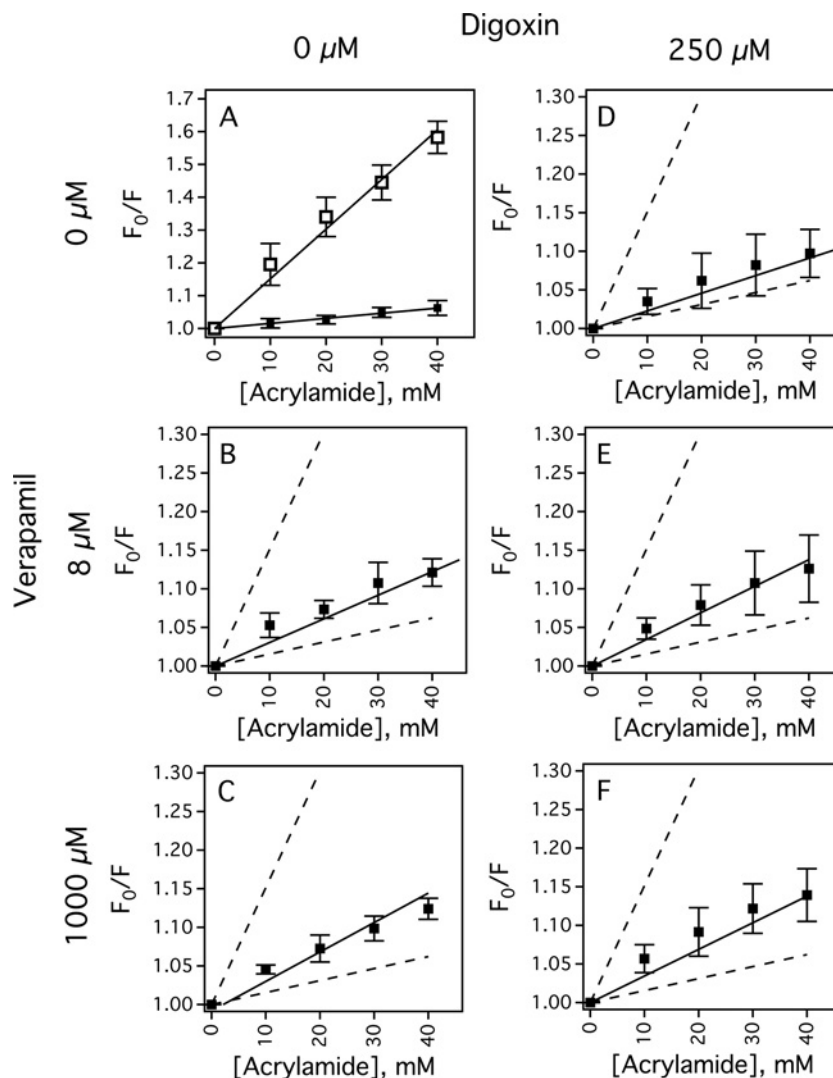 Digoxin
0 µM
250 µM
Verapamil
0 µM
A
F0/F
1.7
1.6
1.5
1.4
1.3
1.2
1.1
1.0
0
10
20
30
40
[Acrylamide], mM
D
F0/F
1.30
1.25
1.20
1.15
1.10
1.05
1.00
0
10
20
30
40
[Acrylamide], mM
8 µM
B
F0/F
1.30
1.25
1.20
1.15
1.10
1.05
1.00
0
10
20
30
40
[Acrylamide], mM
E
F0/F
1.30
1.25
1.20
1.15
1.10
1.05
1.00
0
10
20
30
40
[Acrylamide], mM
1000 µM
C
F0/F
1.30
1.25
1.20
1.15
1.10
1.05
1.00
0
10
20
30
40
[Acrylamide], mM
F
F0/F
1.30
1.25
1.20
1.15
1.10
1.05
1.00
0
10
20
30
40
[Acrylamide], mM